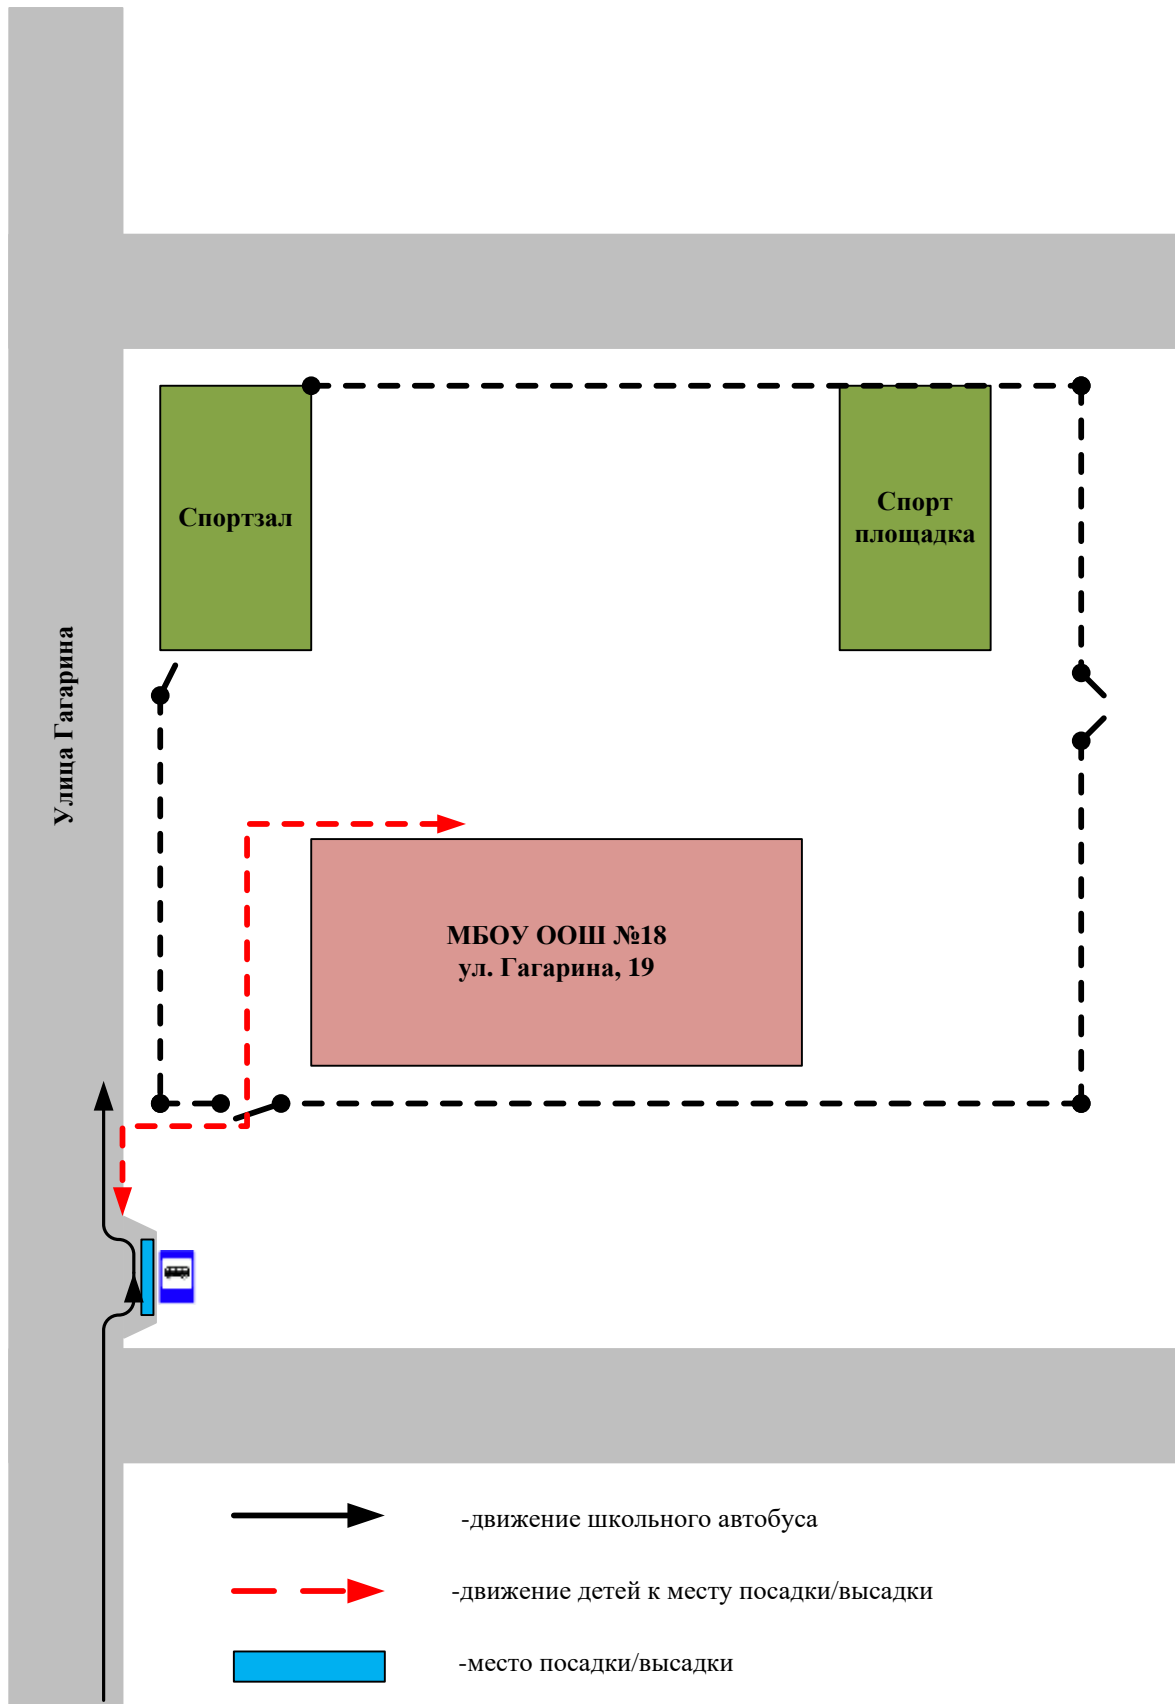 Спортзал
Спорт
площадка
Улица Гагарина
МБОУ ООШ №18
ул. Гагарина, 19
-движение школьного автобуса
-движение детей к месту посадки/высадки
-место посадки/высадки